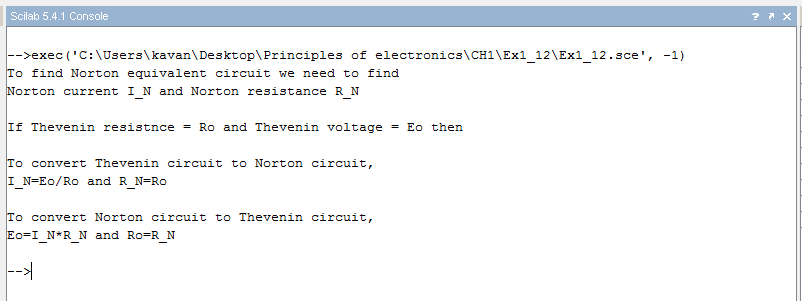 Scilab 5.4.1 Console
-->exec('C:\Users\kavan\Desktop\Principles of electronics\CH1\Ex1_12\Ex1_12.sce', -1)
To find Norton equivalent circuit we need to find
Norton current I_N and Norton resistance R_N
If Thevenin resistnce = Ro and Thevenin voltage = Eo then
To convert Thevenin circuit to Norton circuit,
I_N=Eo/Ro and R_N=Ro
To convert Norton circuit to Thevenin circuit,
Eo=I_N*R_N and Ro=R_N
-->